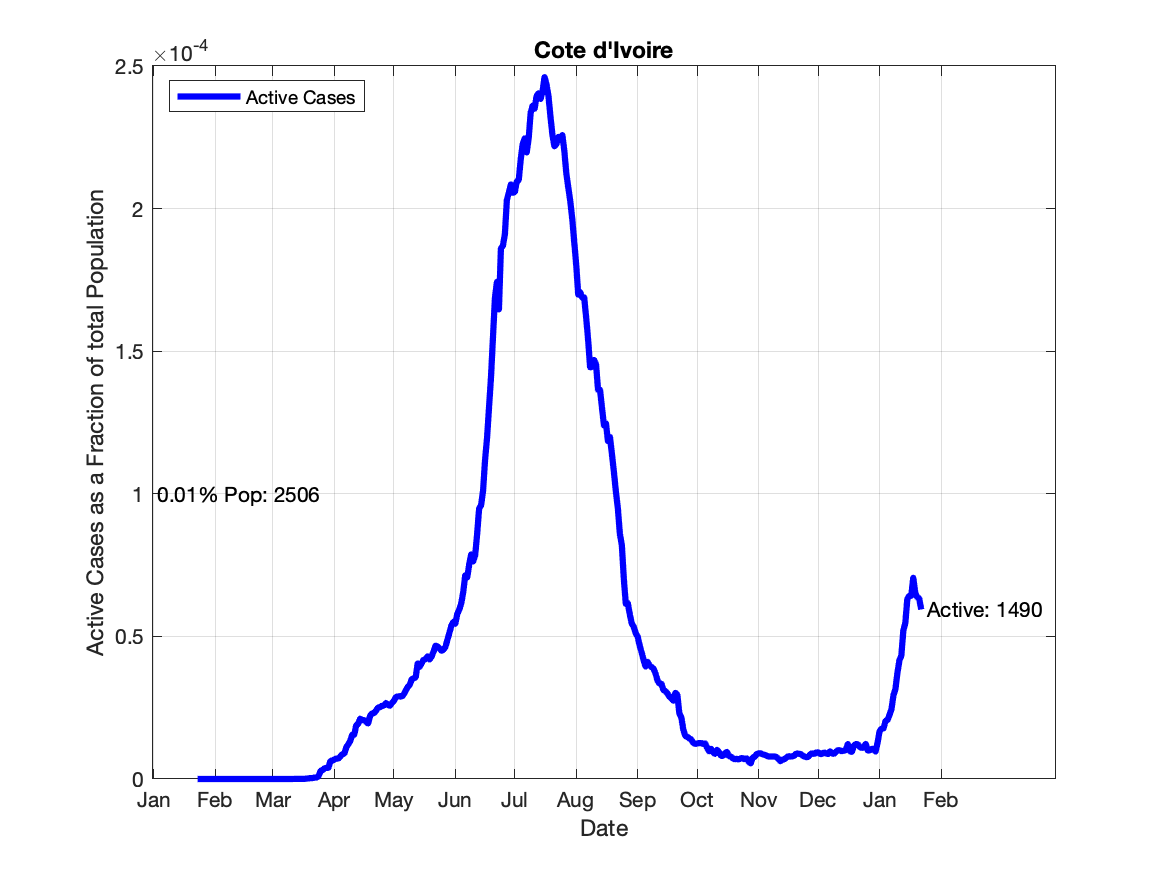 Cote d'Ivoire
×10^-4
Active Cases
2.5
2
1.5
1
0.5
0
0.01% Pop: 2506
Active: 1490
Active Cases as a Fraction of total Population
Jan Feb Mar Apr May Jun Jul Aug Sep Oct Nov Dec Jan Feb
Date